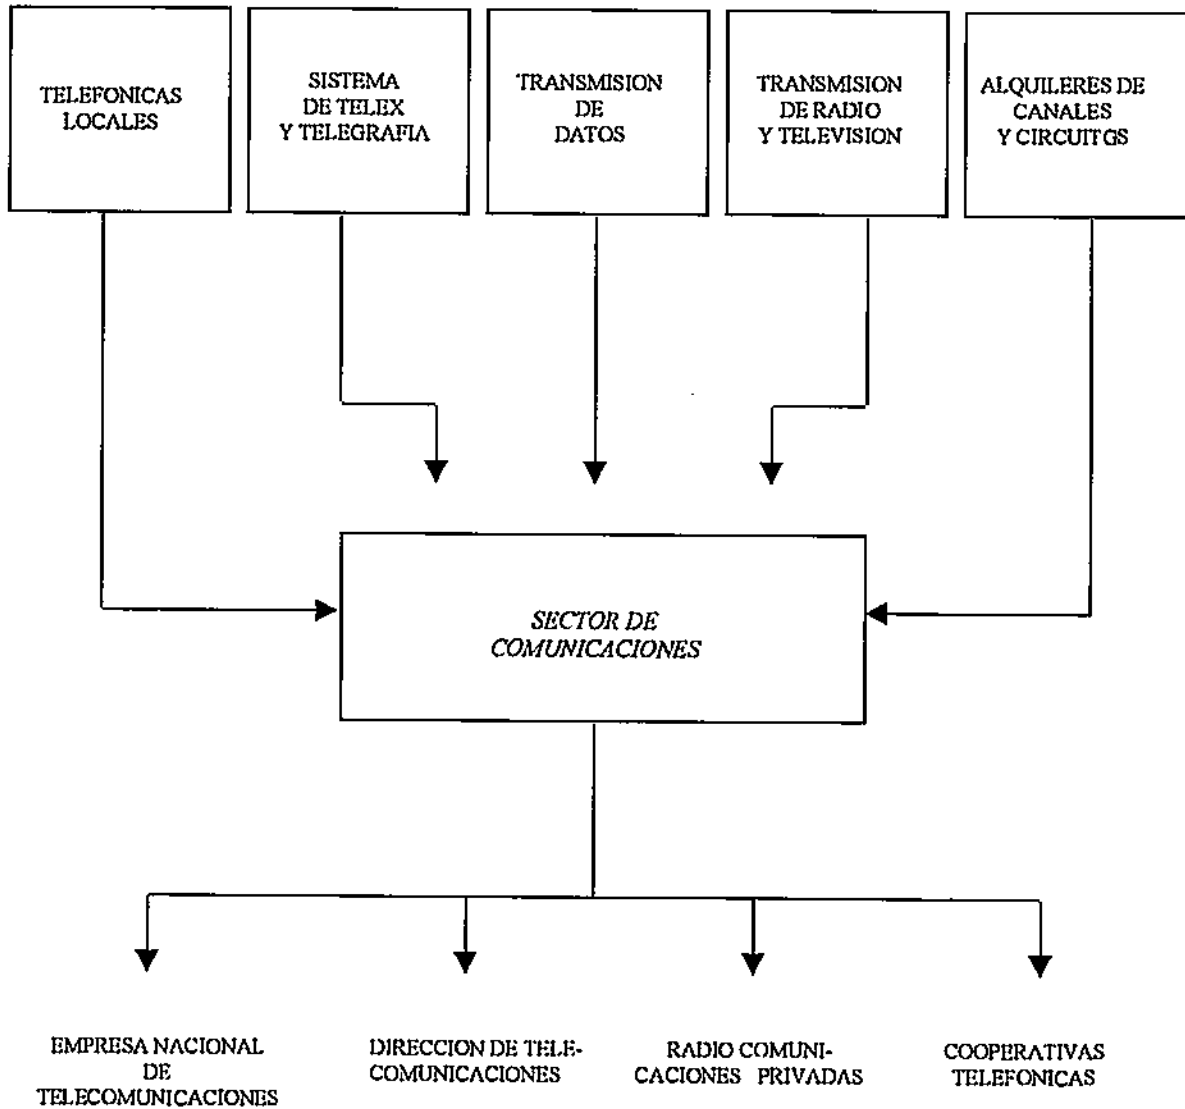 TELEFONICAS
LOCALES
SISTEMA
DE TELEX
Y TELEGRAFIA
TRANSMISION
DE
DATOS
TRANSMISION
DE RADIO
Y TELEVISION
ALQUILERES DE
CANALES
Y CIRCUITOS
SECTOR DE
COMUNICACIONES
EMPRESA NACIONAL
DE
TELECOMUNICACIONES
DIRECCION DE TELE-
COMUNICACIONES
RADIO COMUNI-
CACIONES PRIVADAS
COOPERATIVAS
TELEFONICAS